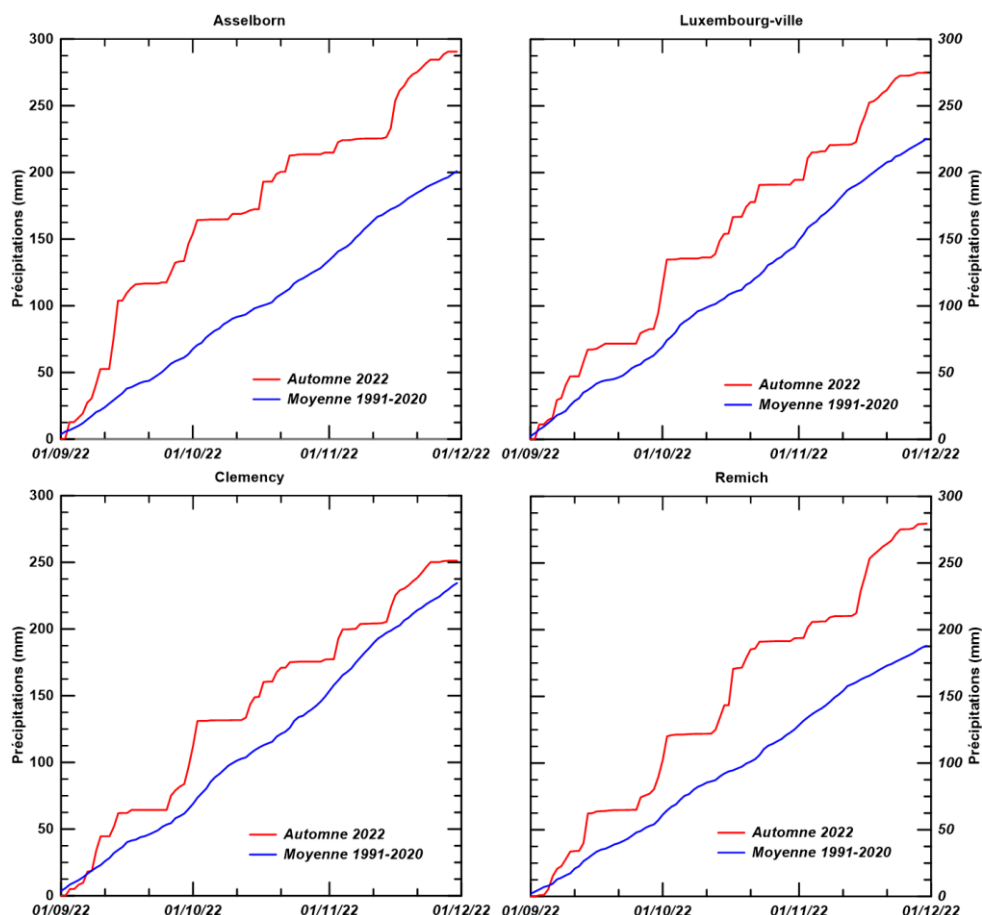 Asselborn
300
250
200
150
100
50
0
Précipitations (mm)
Automne 2022
Moyenne 1991-2020
01/09/22 01/10/22 01/11/22 01/12/22
Luxembourg-ville
300
250
200
150
100
50
0
Précipitations (mm)
Automne 2022
Moyenne 1991-2020
01/09/22 01/10/22 01/11/22 01/12/22
Clemency
300
250
200
150
100
50
0
Précipitations (mm)
Automne 2022
Moyenne 1991-2020
01/09/22 01/10/22 01/11/22 01/12/22
Remich
300
250
200
150
100
50
0
Précipitations (mm)
Automne 2022
Moyenne 1991-2020
01/09/22 01/10/22 01/11/22 01/12/22